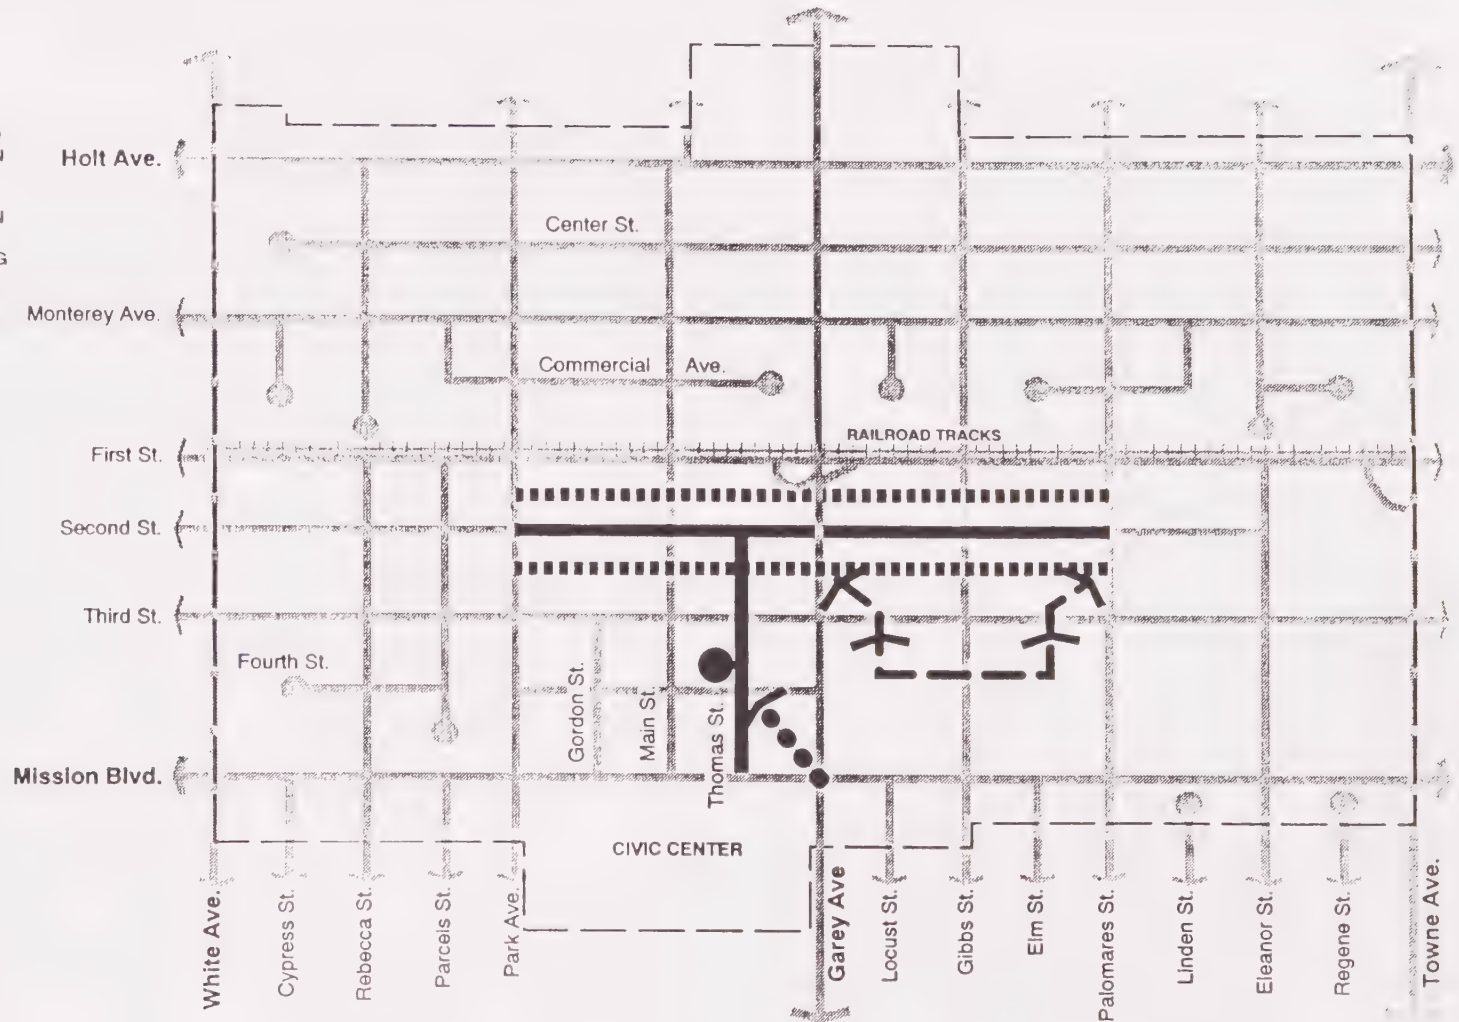 Holt Ave.
Center St.
Monterey Ave.
Commercial Ave.
RAILROAD TRACKS
First St.
Second St.
Third St.
Fourth St.
Gordon St.
Main St.
Thomas St.
Mission Blvd.
CIVIC CENTER
White Ave.
Cypress St.
Rebecca St.
Parcels St.
Park Ave.
Garey Ave
Locust St.
Gibbs St.
Elm St.
Palomares St.
Linden St.
Eleanor St.
Regene St.
Towne Ave.